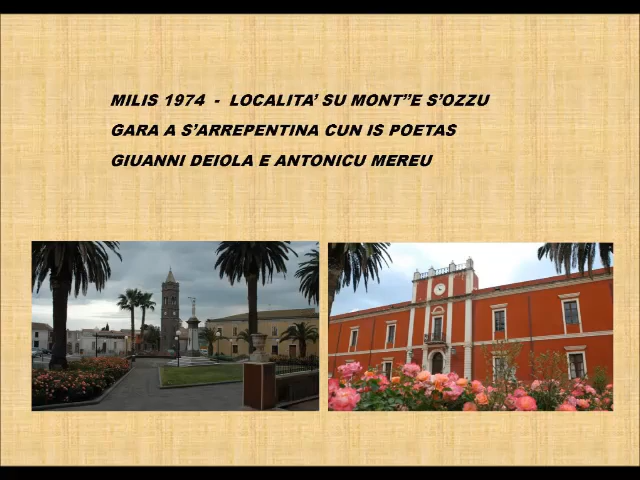 MILIS 1974 - LOCALITA' SU MONT''E S'OZZU
GARA A S'ARREPENTINA CUN IS POETAS
GIUANNI DEIOLA E ANTONICU MEREU